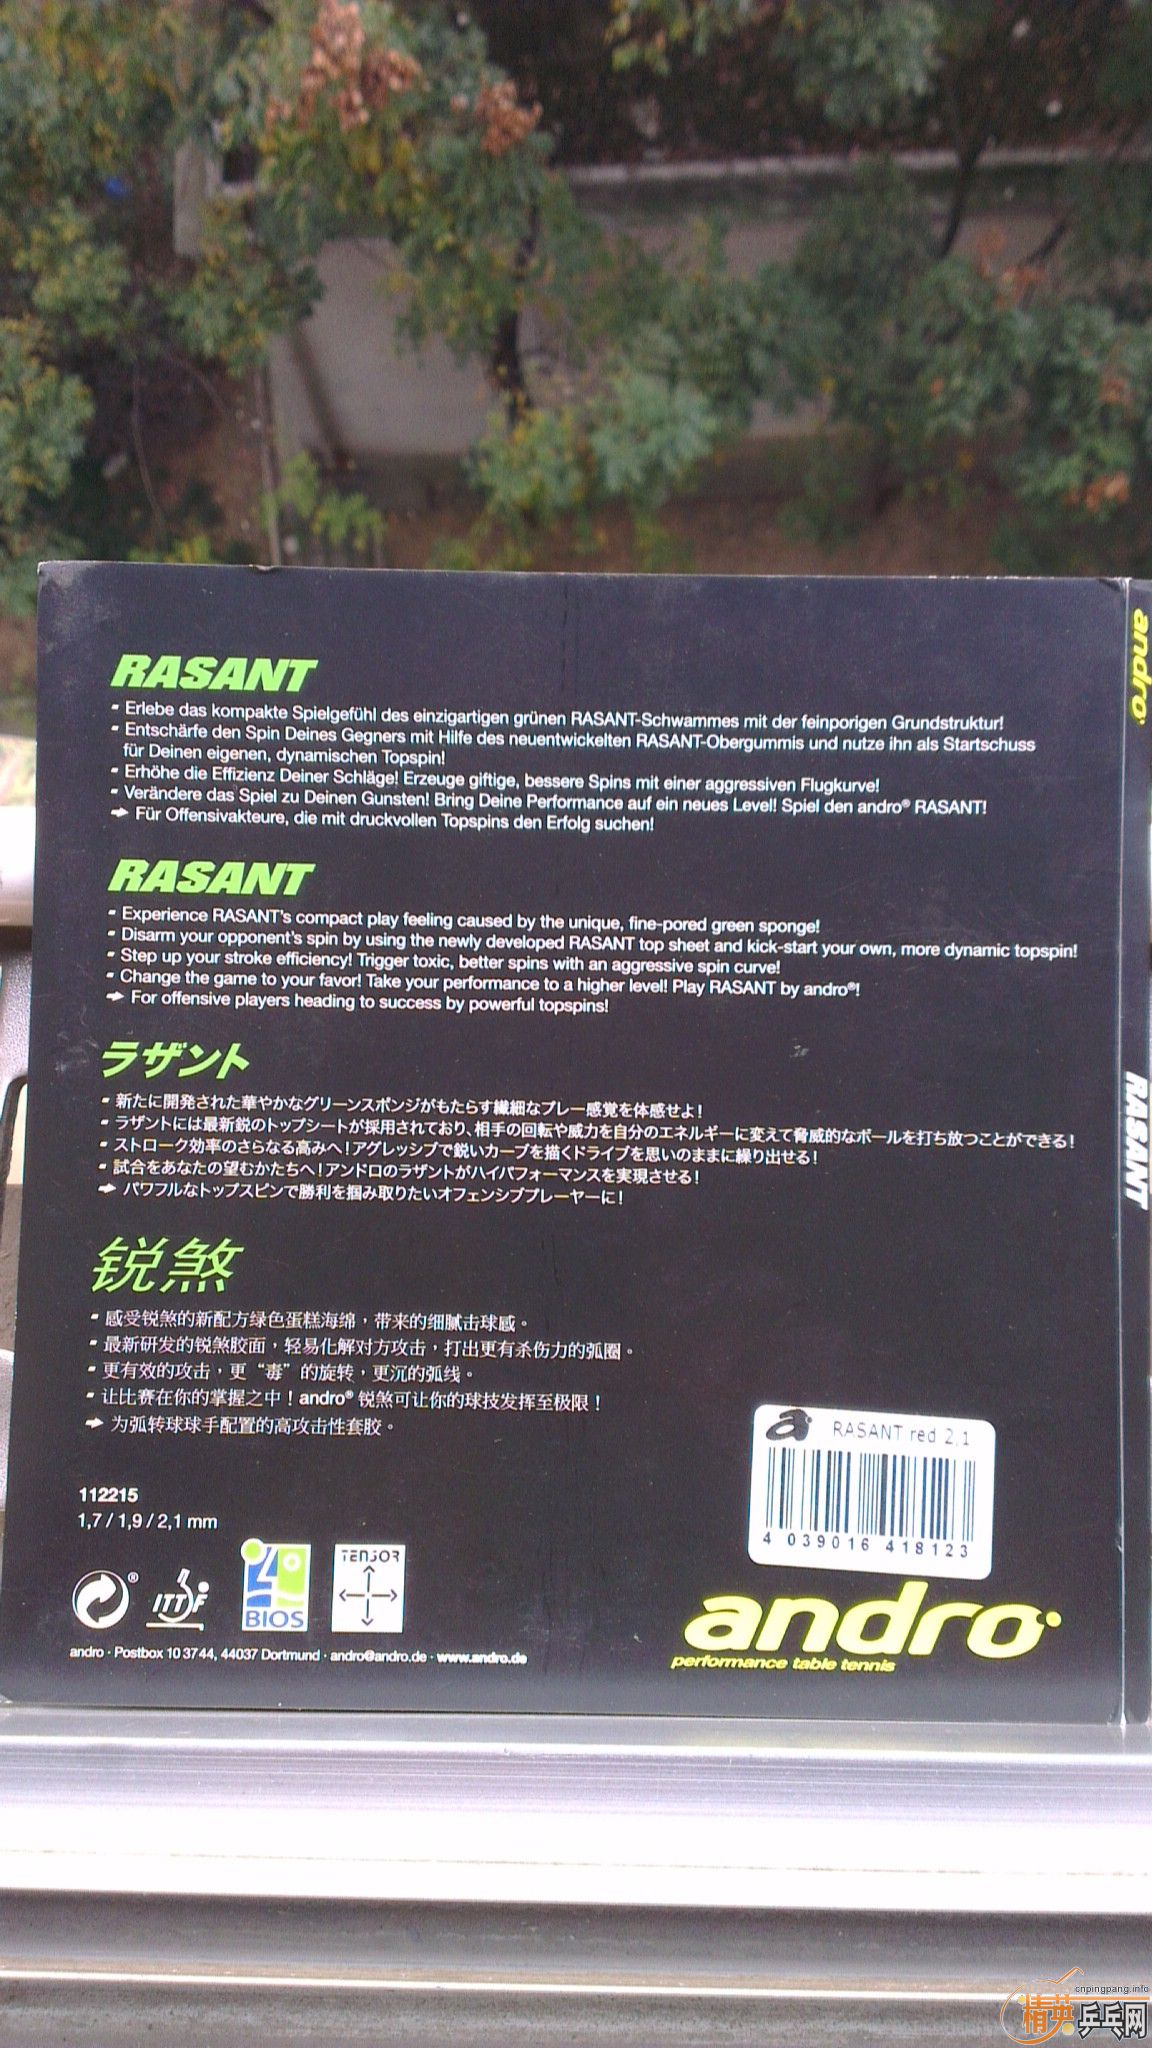 RASANT
- Erlebe das kompakte Spielgefühl des einzigartigen grünen RASANT-Schwammes mit der feinporigen Grundstruktur!
- Entschärfe den Spin Deines Gegners mit Hilfe des neuentwickelten RASANT-Obergummis und nutze ihn als Startschuss
für Deinen eigenen, dynamischen Topspin!
- Erhöhe die Effizienz Deiner Schläge! Erzeuge giftige, bessere Spins mit einer aggressiven Flugkurve!
- Verändere das Spiel zu Deinen Gunsten! Bring Deine Performance auf ein neues Level! Spiel den andro® RASANT!
Für Offensivakteure, die mit druckvollen Topspins den Erfolg suchen!
RASANT
- Experience RASANT's compact play feeling caused by the unique, fine-pored green sponge!
- Disarm your opponent's spin by using the newly developed RASANT top sheet and kick-start your own, more dynamic topspin!
- Step up your stroke efficiency! Trigger toxic, better spins with an aggressive spin curve!
- Change the game to your favor! Take your performance to a higher level! Play RASANT by andro®!
For offensive players heading to success by powerful topspins!
ラザント
- 新たに開発された華やかなグリーンスポンジがもたらす繊細なプレー感覚を体感せよ!
- ラザントには最新鋭のトップシートが採用されており、相手の回転や威力を自分のエネルギーに変えて脅威的なボールを打ち放つことができる!
- ストローク効率のさらなる高みへ!アグレッシブで鋭いカーブを描くドライブを思いのままに繰り出せる!
- 試合をあなたの望むかたちへ!アンドロのラザントがハイパフォーマンスを実現させる!
パワフルなトップスピンで勝利を掴み取りたいオフェンシブプレーヤーに!
锐煞
- 感受锐煞的新配方绿色蛋糕海绵，带来的细腻击球感。
- 最新研发的锐煞胶面，轻易化解对方攻击，打出更有杀伤力的弧圈。
- 更有效的攻击，更“毒”的旋转，更沉的弧线。
- 让比赛在你的掌握之中！andro® 锐煞可让你的球技发挥至极限！
为弧转球球手配置的高攻击性套胶。
112215
1,7 / 1,9 / 2,1 mm
® ITTF BIOS TENSOR
andro · Postbox 10 37 44, 44037 Dortmund · andro@andro.de · www.andro.de
a RASANT red 2,1
4 039016 418123
andro
performance table tennis
andro
RASANT
cnpingpang.info
精英乒乓网